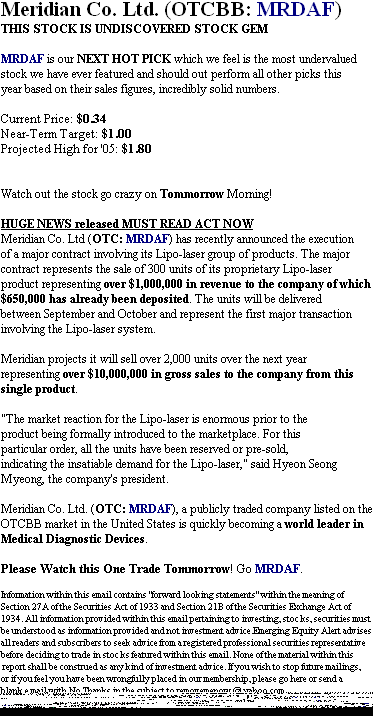 Meridian Co. Ltd. (OTCBB: MRDAF)
THIS STOCK IS UNDISCOVERED STOCK GEM
MRDAF is our NEXT HOT PICK which we feel is the most undervalued
stock we have ever featured and should out perform all other picks this
year based on their sales figures, incredibly solid numbers.
Current Price: $0.34
Near-Term Target: $1.00
Projected High for '05: $1.80
Watch out the stock go crazy on Tommorrow Morning!
HUGE NEWS released MUST READ ACT NOW
Meridian Co. Ltd (OTC: MRDAF) has recently announced the execution
of a major contract involving its Lipo-laser group of products. The major
contract represents the sale of 300 units of its proprietary Lipo-laser
product representing over $1,000,000 in revenue to the company of which
$650,000 has already been deposited. The units will be delivered
between September and October and represent the first major transaction
involving the Lipo-laser system.
Meridian projects it will sell over 2,000 units over the next year
representing over $10,000,000 in gross sales to the company from this
single product.
"The market reaction for the Lipo-laser is enormous prior to the
product being formally introduced to the marketplace. For this
particular order, all the units have been reserved or pre-sold,
indicating the insatiable demand for the Lipo-laser," said Hyeon Seong
Myeong, the company's president.
Meridian Co. Ltd. (OTC: MRDAF), a publicly traded company listed on the
OTCBB market in the United States is quickly becoming a world leader in
Medical Diagnostic Devices.
Please Watch this One Trade Tommorrow! Go MRDAF.
Information within this email contains "forward looking statements" within the meaning of
Section 27A of the Securities Act of 1933 and Section 21B of the Securities Exchange Act of
1934. All information provided within this email pertaining to investing, stocks, securities must
be understood as information provided and not investment advice. Emerging Equity Alert advises
all readers and subscribers to seek advice from a registered professional securities representative
before deciding to trade in stocks featured within this email. None of the material within this
report shall be construed as any kind of investment advice. If you wish to stop future mailings,
or if you feel you have been wrongfully placed in our membership, please go here or send a
blank e mail with No Thanks in the subject to